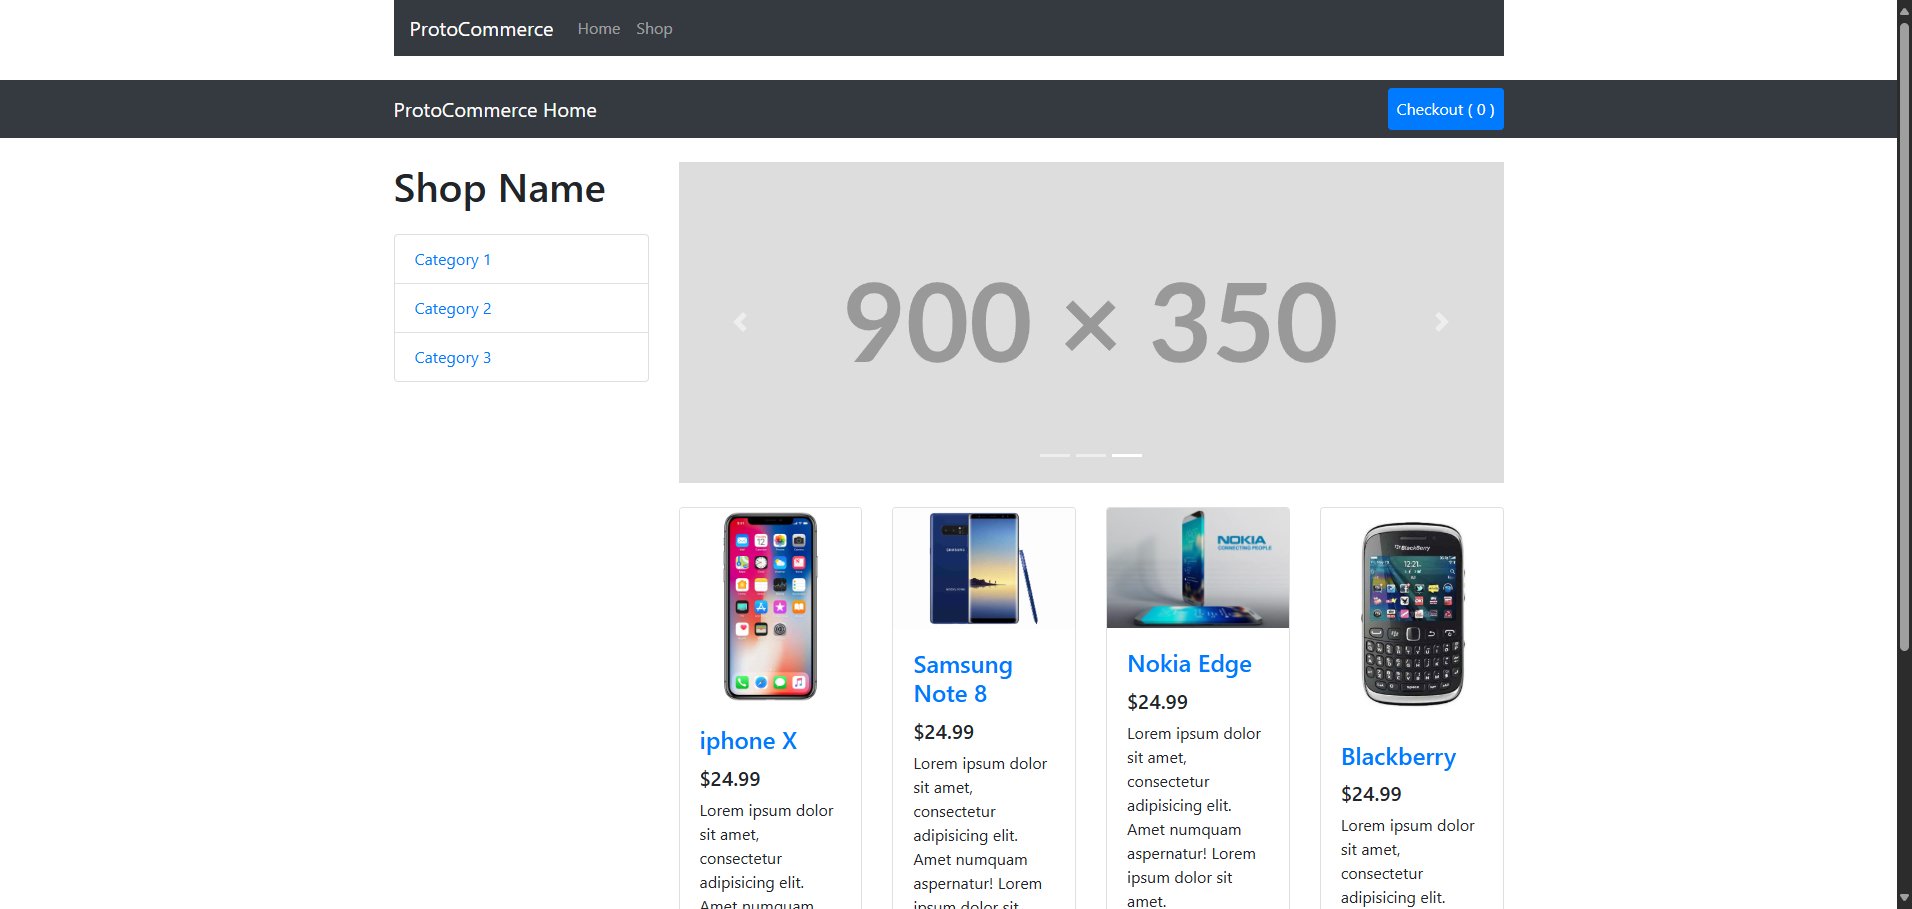 ProtoCommerce Home Shop
ProtoCommerce Home
Checkout ( 0 )
Shop Name
Category 1
Category 2
Category 3
900 × 350
NOKIA
CONNECTING PEOPLE
BlackBerry
12:21
iphone X
$24.99
Lorem ipsum dolor
sit amet,
consectetur
adipisicing elit.
Amet numquam
Samsung
Note 8
$24.99
Lorem ipsum dolor
sit amet,
consectetur
adipisicing elit.
Amet numquam
aspernatur! Lorem
ipsum dolor sit
Nokia Edge
$24.99
Lorem ipsum dolor
sit amet,
consectetur
adipisicing elit.
Amet numquam
aspernatur! Lorem
ipsum dolor sit
amet.
Blackberry
$24.99
Lorem ipsum dolor
sit amet,
consectetur
adipisicing elit.